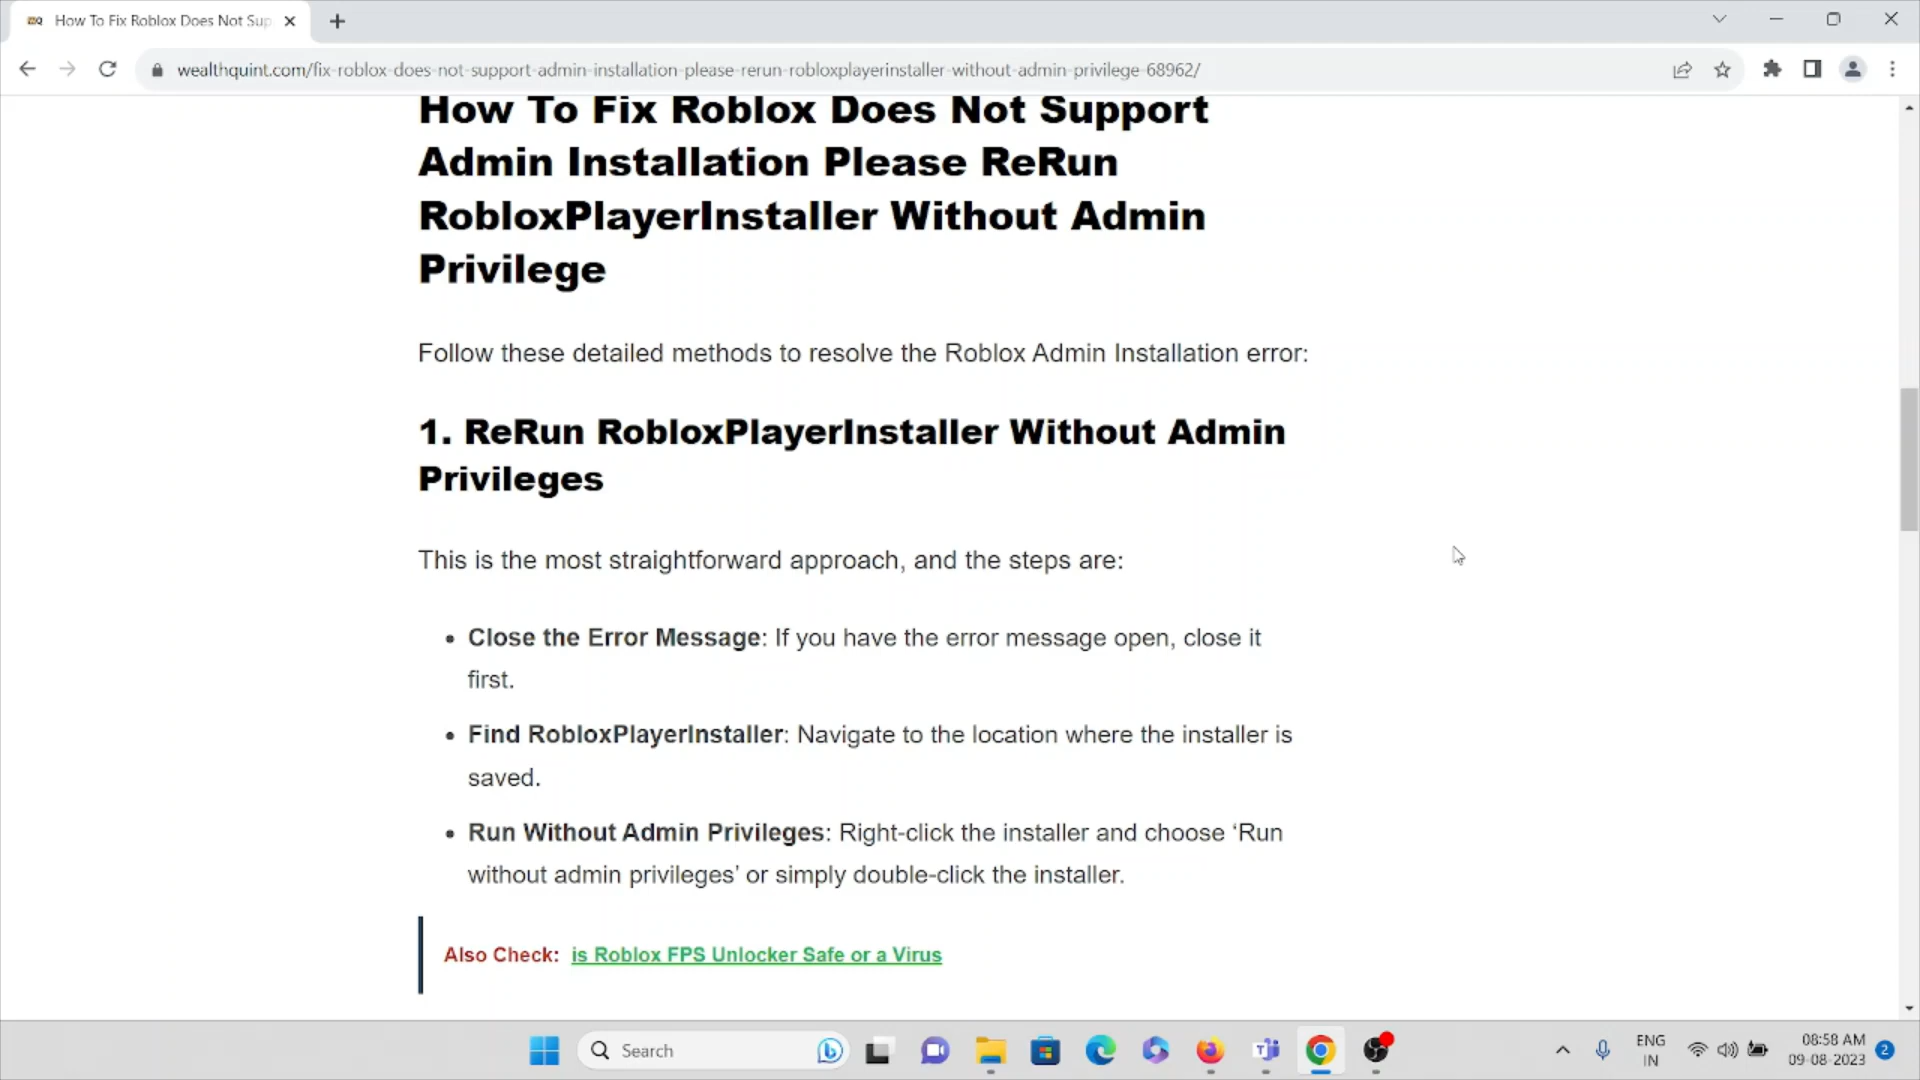 How To Fix Roblox Does Not Sup
wealthquint.com/fix-roblox-does-not-support-admin-installation-please-rerun-robloxplayerinstaller-without-admin-privilege-68962/
How To Fix Roblox Does Not Support
Admin Installation Please ReRun
RobloxPlayerInstaller Without Admin
Privilege
Follow these detailed methods to resolve the Roblox Admin Installation error:
1. ReRun RobloxPlayerInstaller Without Admin
Privileges
This is the most straightforward approach, and the steps are:
• Close the Error Message: If you have the error message open, close it
first.
• Find RobloxPlayerInstaller: Navigate to the location where the installer is
saved.
• Run Without Admin Privileges: Right-click the installer and choose ‘Run
without admin privileges’ or simply double-click the installer.
Also Check: is Roblox FPS Unlocker Safe or a Virus
Search
ENG
IN
08:58 AM
09-08-2023
2